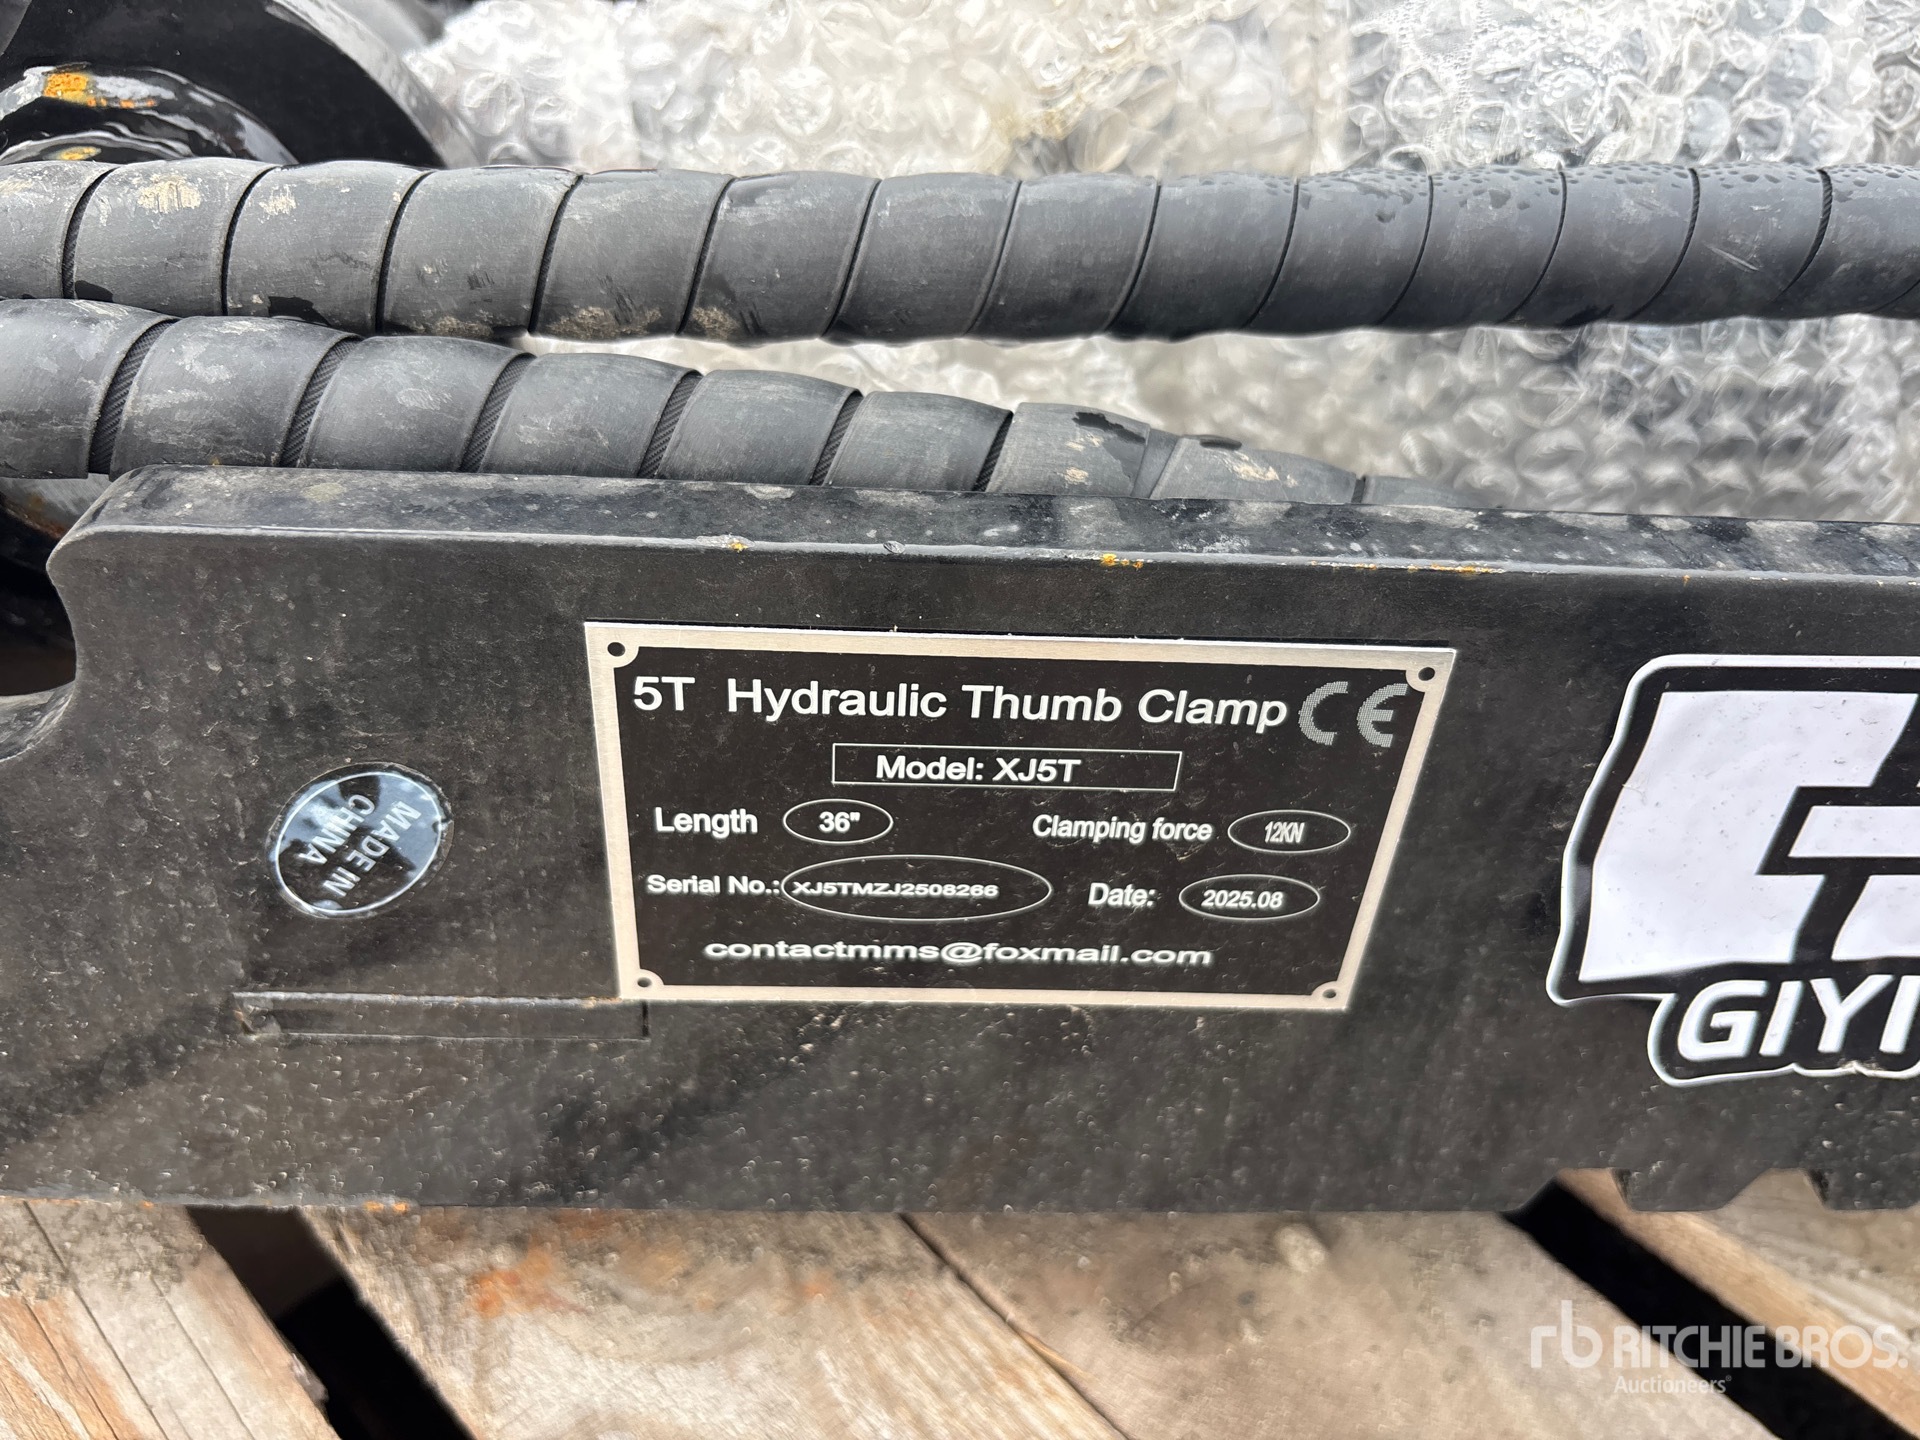 5T Hydraulic Thumb Clamp CE
Model: XJ5T
Length 36" Clamping force 12KN
Serial No.: XJ5TMZJ2508266 Date: 2025.08
contactmms@foxmail.com
MADE IN
CHINA
GIYI
rb RITCHIE BROS.
Auctioneers®